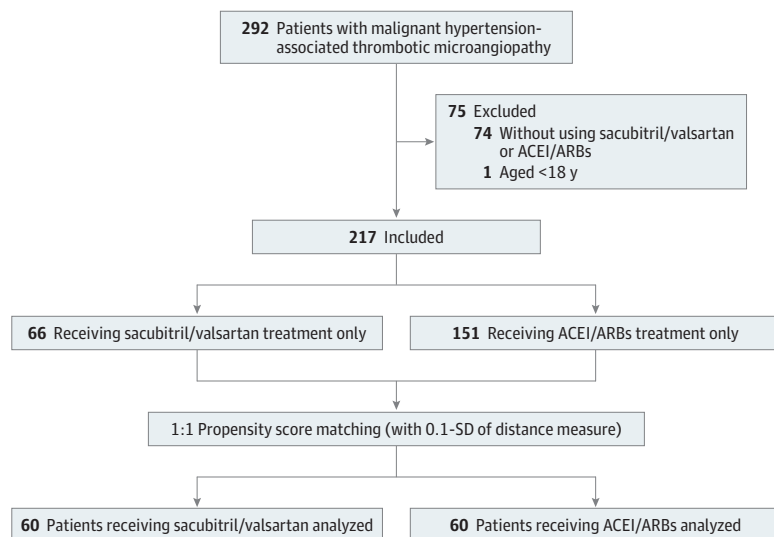 292 Patients with malignant hypertension-
associated thrombotic microangiopathy
75 Excluded
74 Without using sacubitril/valsartan
or ACEI/ARBs
1 Aged <18 y
217 Included
66 Receiving sacubitril/valsartan treatment only
151 Receiving ACEI/ARBs treatment only
1:1 Propensity score matching (with 0.1-SD of distance measure)
60 Patients receiving sacubitril/valsartan analyzed
60 Patients receiving ACEI/ARBs analyzed